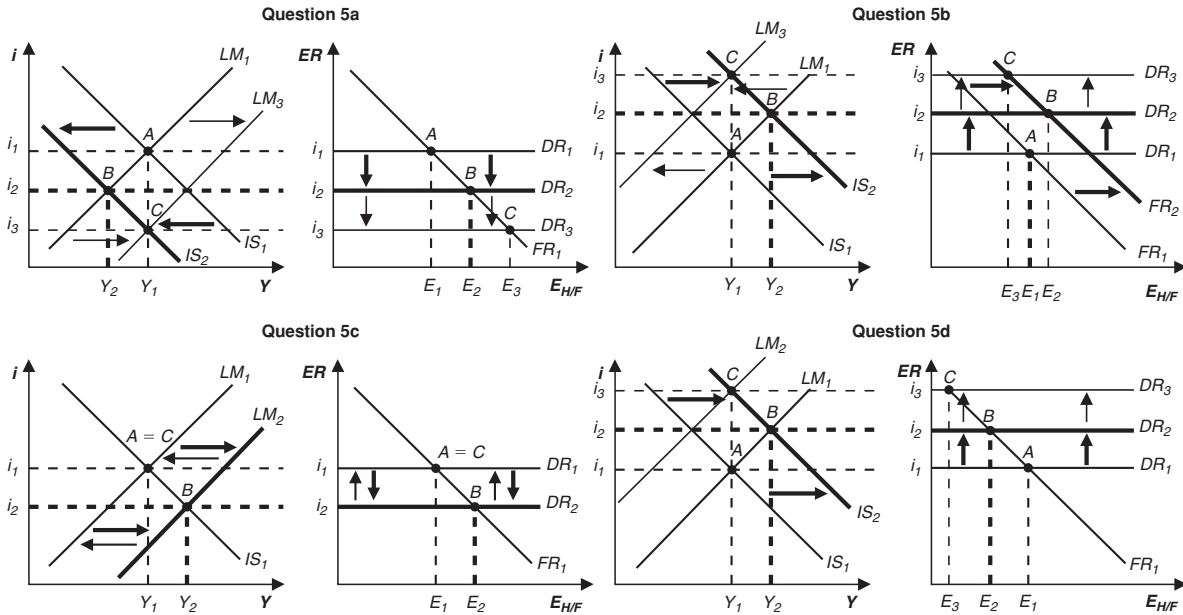 Question 5a
i
ER
LM₁
LM₃
i₁
i₂
i₃
A
B
C
IS₁
IS₂
Y₂
Y₁
Y
i₁
i₂
i₃
A
B
C
DR₁
DR₂
DR₃
FR₁
E₁
E₂
E₃
E_H/F
Question 5b
i
ER
LM₃
LM₁
i₃
i₂
i₁
C
B
A
IS₂
IS₁
Y₁
Y₂
Y
i₃
i₂
i₁
C
B
A
DR₃
DR₂
DR₁
FR₂
FR₁
E₃
E₁
E₂
E_H/F
Question 5c
i
ER
LM₁
LM₂
A = C
i₁
i₂
B
IS₁
Y₁
Y₂
Y
i₁
i₂
A = C
B
DR₁
DR₂
FR₁
E₁
E₂
E_H/F
Question 5d
i
ER
LM₂
LM₁
i₃
i₂
i₁
C
B
A
IS₂
IS₁
Y₁
Y₂
Y
i₃
i₂
i₁
C
B
A
DR₃
DR₂
DR₁
FR₁
E₃
E₂
E₁
E_H/F